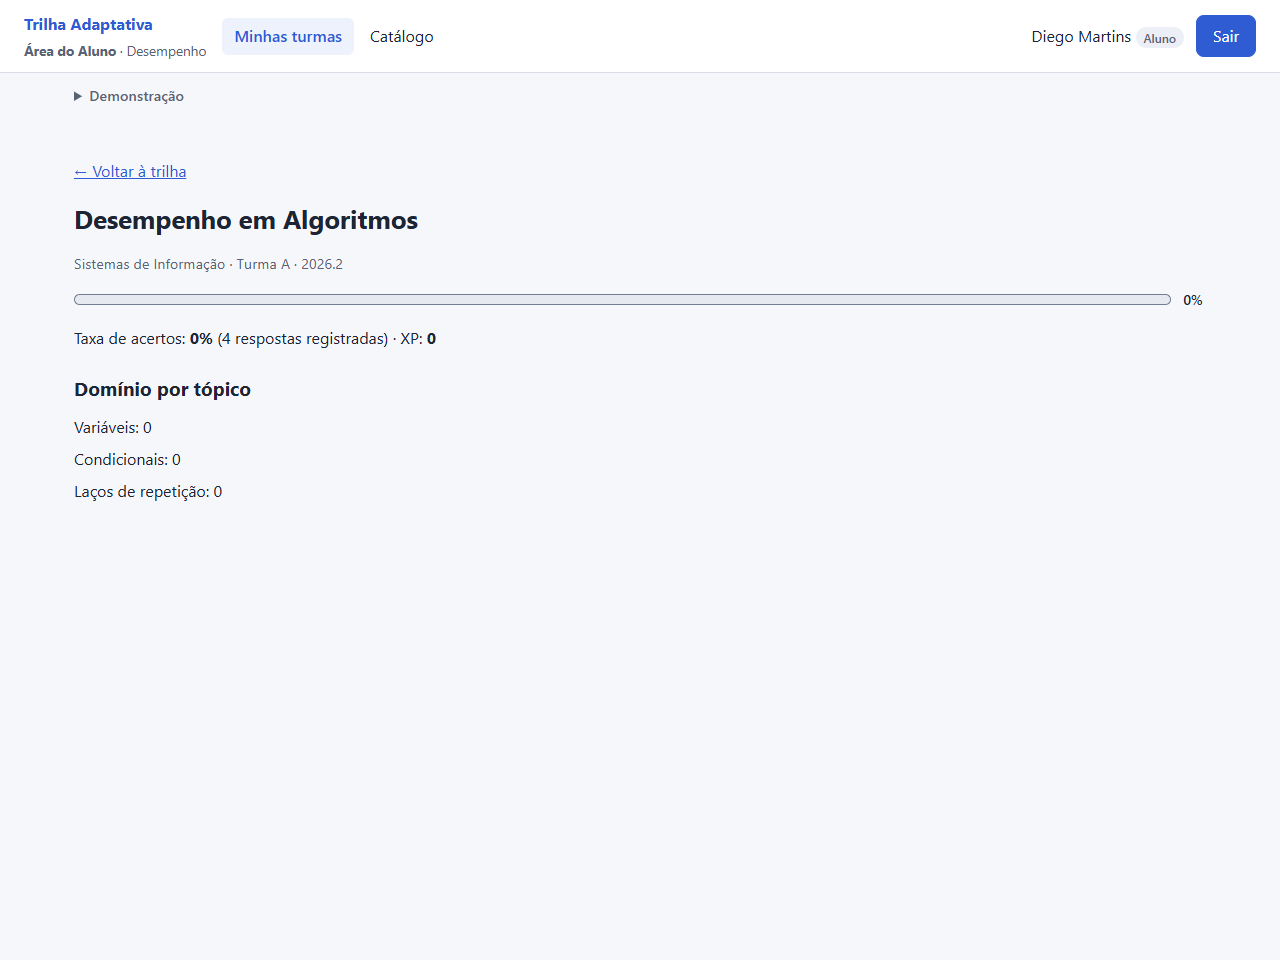 Trilha Adaptativa
Área do Aluno · Desempenho
Minhas turmas
Catálogo
Diego Martins Aluno
Sair
Demonstração
← Voltar à trilha
Desempenho em Algoritmos
Sistemas de Informação · Turma A · 2026.2
0%
Taxa de acertos: 0% (4 respostas registradas) · XP: 0
Domínio por tópico
Variáveis: 0
Condicionais: 0
Laços de repetição: 0